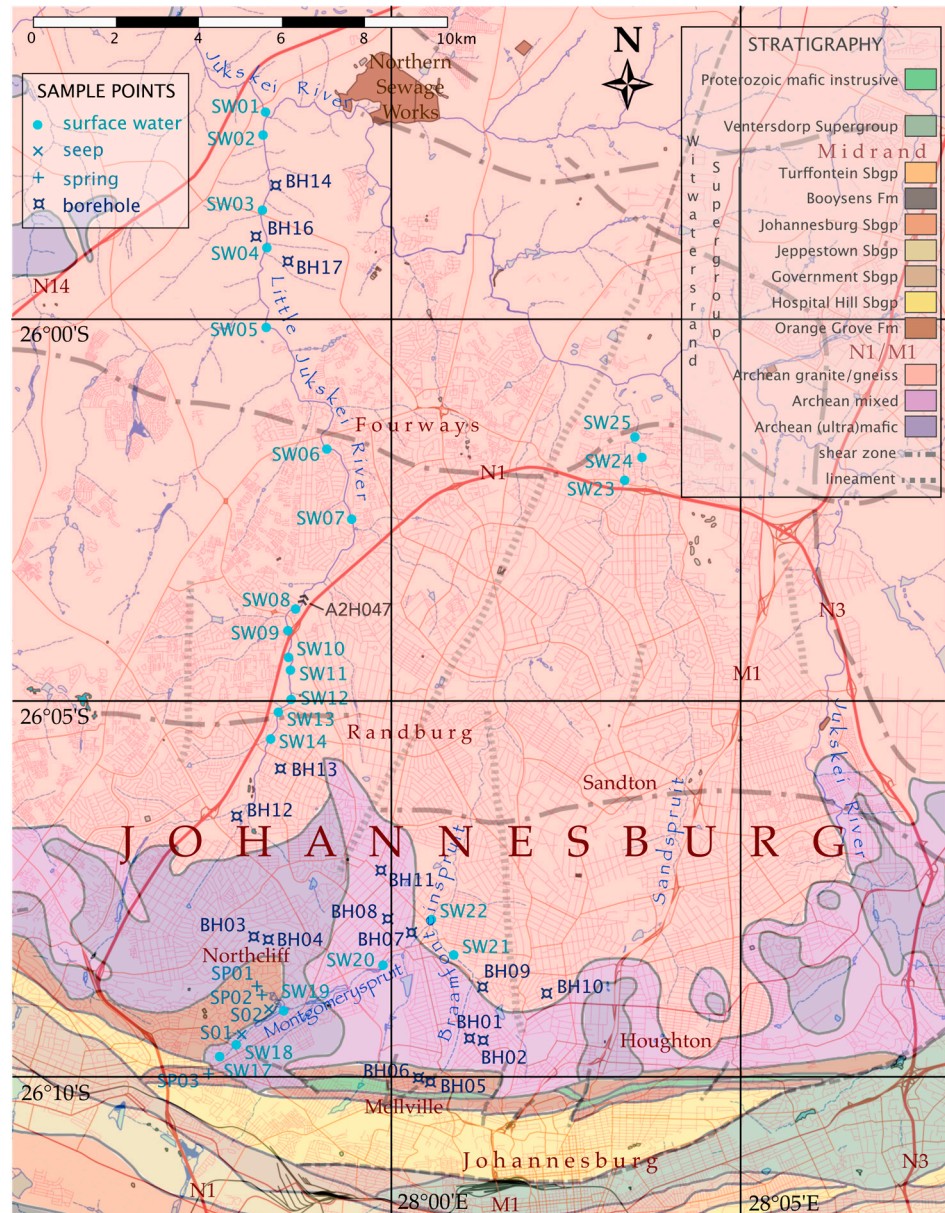 0 2 4 6 8 10km
N
SAMPLE POINTS
surface water
seep
spring
borehole
STRATIGRAPHY
Proterozoic mafic instrusive
Ventersdorp Supergroup
Midrand
Turffontein Sbgp
Booysens Fm
Johannesburg Sbgp
Jeppestown Sbgp
Government Sbgp
Hospital Hill Sbgp
Orange Grove Fm
N1/M1
Archean granite/gneiss
Archean mixed
Archean (ultra)mafic
shear zone
lineament
Witwatersrand
Supergroup
Jukskei River
Northern
Sewage
Works
SW01
SW02
BH14
SW03
BH16
SW04
BH17
N14
Little Jukskei River
26°00'S
SW05
Fourways
SW06
SW25
SW24
SW23
N1
SW07
SW08
A2H047
SW09
N3
SW10
SW11
M1
SW12
26°05'S
SW13
SW14
Randburg
BH13
Sandton
Jukskei River
BH12
JOHANNESBURG
Sandspruit
Braamfonteinspruit
BH11
BH08
SW22
BH03
BH07
BH04
Northcliff
SW21
SW20
SP01
BH09
SP02
SW19
BH10
S02
Montgomeryspruit
S01
BH01
Houghton
SW18
BH02
SW17
SP03
BH06
BH05
26°10'S
Mellville
Johannesburg
N1
28°00'E
M1
28°05'E
N3